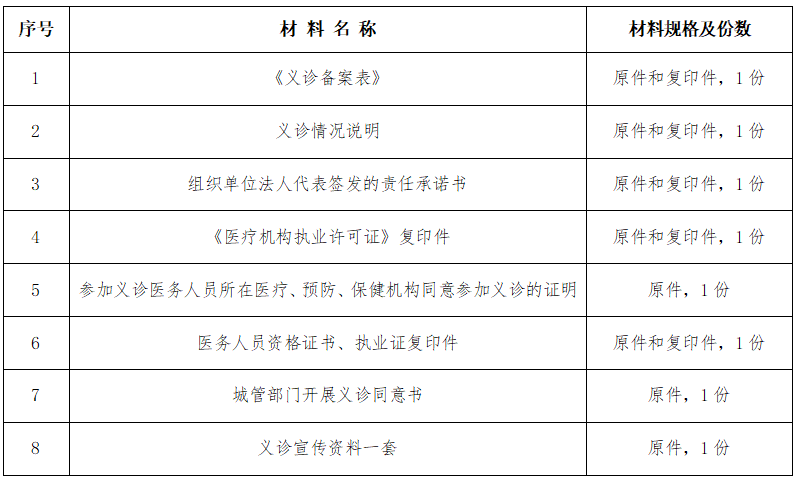 序号 材 料 名 称 材料规格及份数
1 《义诊备案表》 原件和复印件，1 份
2 义诊情况说明 原件和复印件，1 份
3 组织单位法人代表签发的责任承诺书 原件和复印件，1 份
4 《医疗机构执业许可证》复印件 原件和复印件，1 份
5 参加义诊医务人员所在医疗、预防、保健机构同意参加义诊的证明 原件，1 份
6 医务人员资格证书、执业证复印件 原件和复印件，1 份
7 城管部门开展义诊同意书 原件，1 份
8 义诊宣传资料一套 原件，1 份